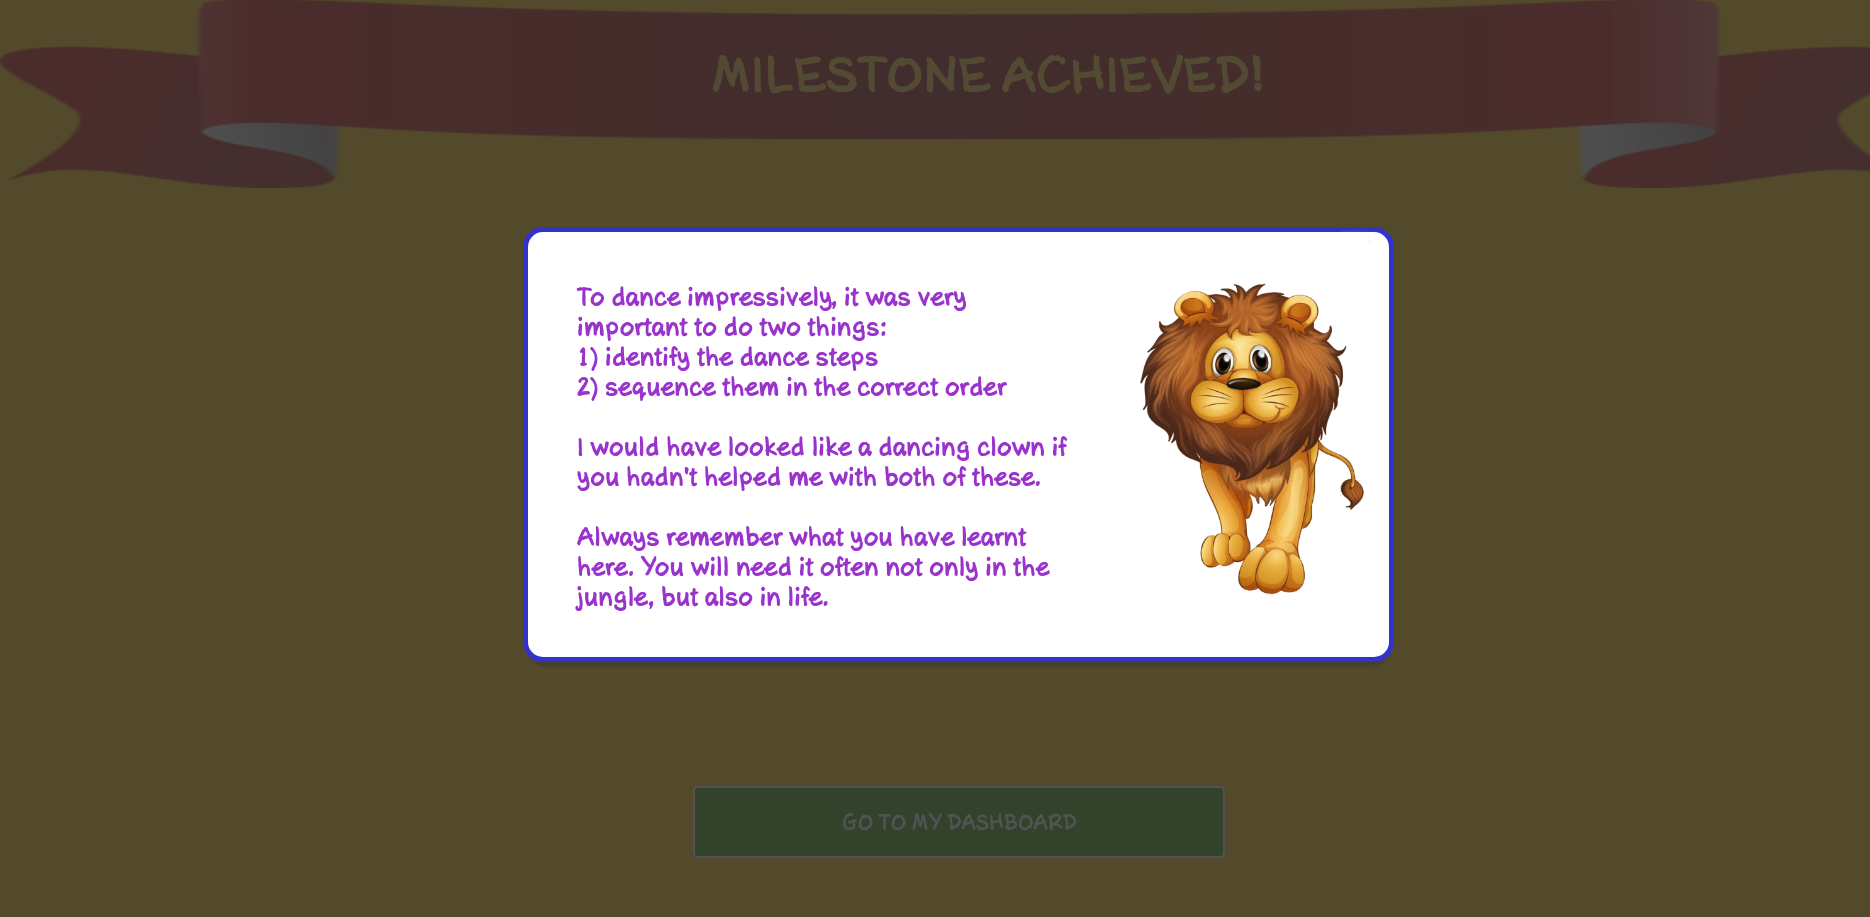 MILESTONE ACHIEVED!
To dance impressively, it was very
important to do two things:
1) identify the dance steps
2) sequence them in the correct order
I would have looked like a dancing clown if
you hadn't helped me with both of these.
Always remember what you have learnt
here. You will need it often not only in the
jungle, but also in life.
GO TO MY DASHBOARD